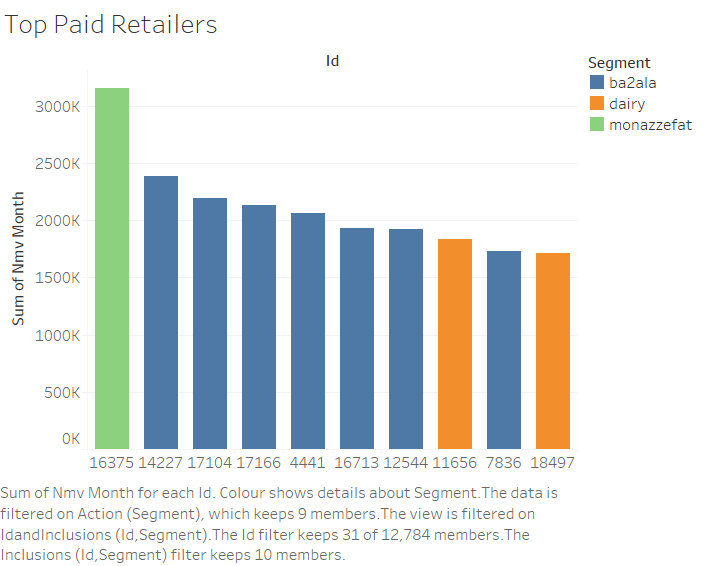 Top Paid Retailers
Id
Segment
ba2ala
dairy
monazzefat
Sum of Nmv Month
3000K
2500K
2000K
1500K
1000K
500K
0K
16375 14227 17104 17166 4441 16713 12544 11656 7836 18497
Sum of Nmv Month for each Id. Colour shows details about Segment.The data is
filtered on Action (Segment), which keeps 9 members.The view is filtered on
IdandInclusions (Id,Segment).The Id filter keeps 31 of 12,784 members.The
Inclusions (Id,Segment) filter keeps 10 members.